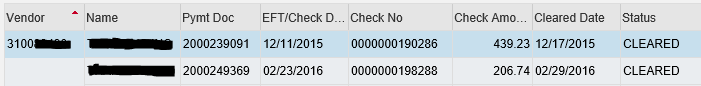 Vendor Name Pymt Doc EFT/Check D... Check No Check Amo... Cleared Date Status
2000239091 12/11/2015 0000000190286 439.23 12/17/2015 CLEARED
2000249369 02/23/2016 0000000198288 206.74 02/29/2016 CLEARED